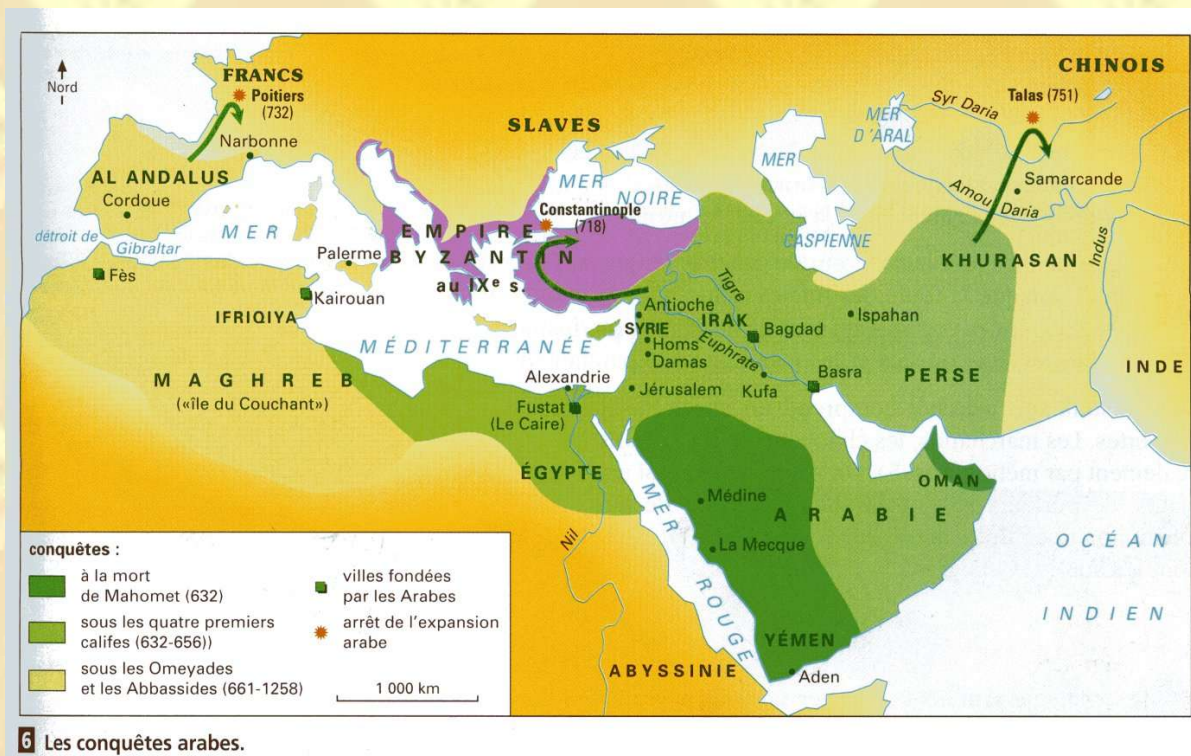 Nord
FRANCS
Poitiers
(732)
Narbonne
AL ANDALUS
Cordoue
détroit de
Gibraltar
Fès
MER
MÉDITERRANÉE
Palerme
Kairouan
IFRIQIYA
MAGHREB
(«île du Couchant»)
SLAVES
MER
NOIRE
Constantinople
(718)
EMPIRE
BYZANTIN
au IXe s.
MER
CASPIENNE
MER
D'ARAL
CHINOIS
Syr Daria
Talas (751)
Samarcande
Amou Daria
Indus
KHURASAN
Tigre
Antioche
SYRIE
IRAK
Bagdad
Ispahan
Homs
Damas
Euphrate
Jérusalem
Kufa
Basra
PERSE
INDE
Alexandrie
Fustat
(Le Caire)
ÉGYPTE
Nil
MER
ROUGE
Médine
La Mecque
ARABIE
OMAN
YÉMEN
Aden
ABYSSINIE
OCÉAN
INDIEN
conquêtes :
à la mort
de Mahomet (632)
sous les quatre premiers
califes (632-656))
sous les Omeyades
et les Abbassides (661-1258)
villes fondées
par les Arabes
arrêt de l'expansion
arabe
1 000 km
6 Les conquêtes arabes.